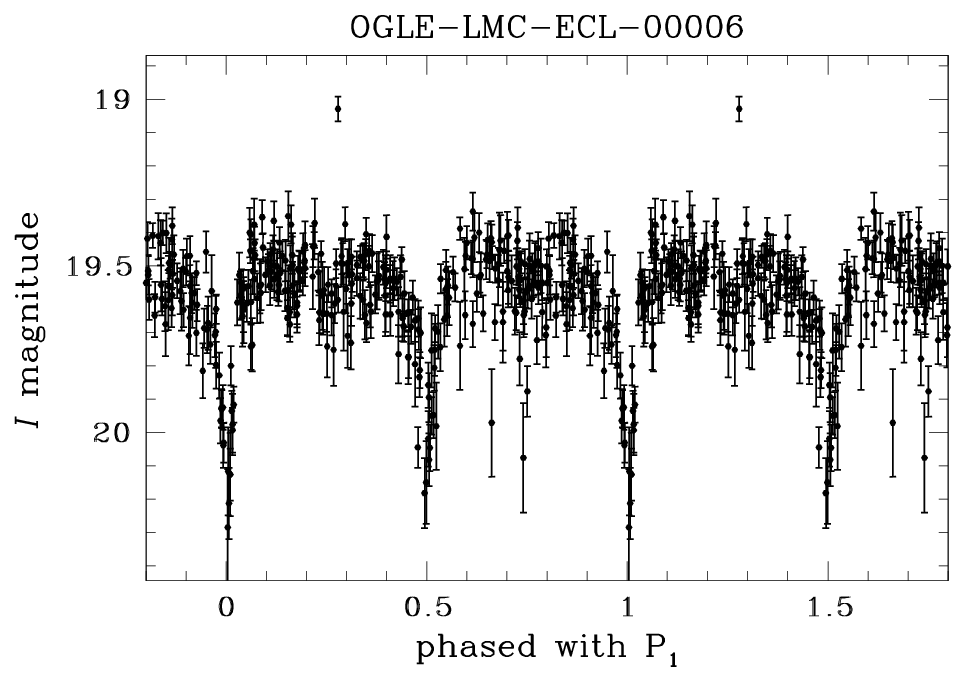 OGLE-LMC-ECL-00006
19
19.5
20
I magnitude
0 0.5 1 1.5
phased with P₁